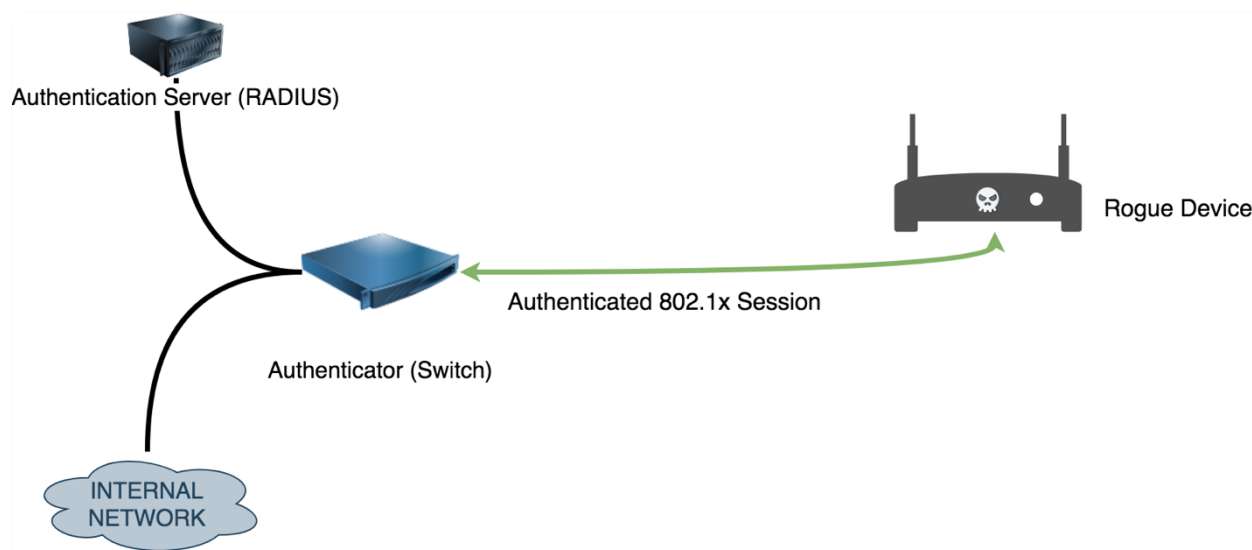 Authentication Server (RADIUS)
Rogue Device
Authenticated 802.1x Session
Authenticator (Switch)
INTERNAL
NETWORK